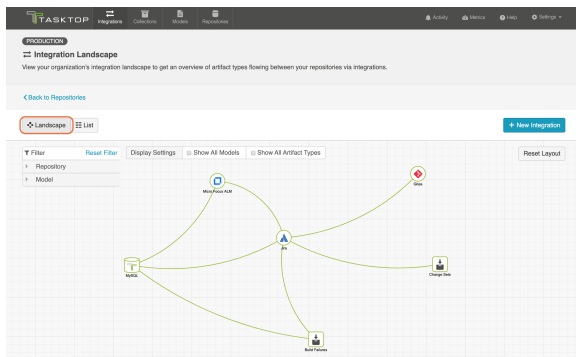 TASKTOP
Integrations
Collections
Models
Repositories
Activity
Metrics
Help
Settings
PRODUCTION
Integration Landscape
View your organization's integration landscape to get an overview of artifact types flowing between your repositories via integrations.
Back to Repositories
Landscape
List
+ New Integration
Filter
Reset Filter
Display Settings
Show All Models
Show All Artifact Types
Reset Layout
Repository
Model
Micro Focus ALM
Gitea
Jira
MySQL
Change Sets
Build Failures